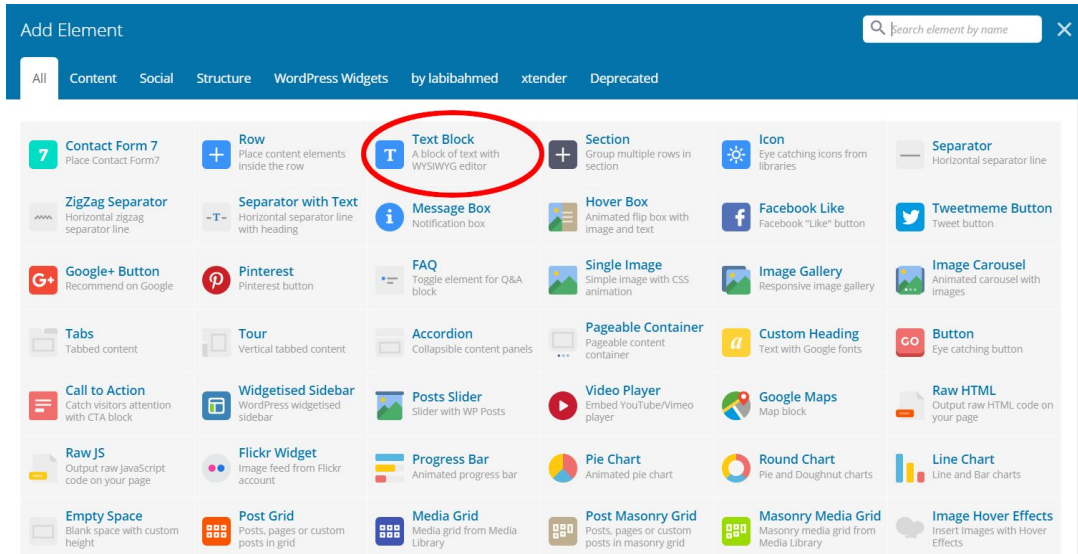 Add Element
Search element by name
All Content Social Structure WordPress Widgets by labibahmed xtender Deprecated
7
Contact Form 7
Place Contact Form7
Row
Place content elements
inside the row
T
Text Block
A block of text with
WYSIWYG editor
Section
Group multiple rows in
section
Icon
Eye catching icons from
libraries
Separator
Horizontal separator line
ZigZag Separator
Horizontal zigzag
separator line
-T-
Separator with Text
Horizontal separator line
with heading
i
Message Box
Notification box
Hover Box
Animated flip box with
image and text
f
Facebook Like
Facebook "Like" button
Tweetmeme Button
Tweet button
G+
Google+ Button
Recommend on Google
Pinterest
Pinterest button
FAQ
Toggle element for Q&A
block
Single Image
Simple image with CSS
animation
Image Gallery
Responsive image gallery
Image Carousel
Animated carousel with
images
Tabs
Tabbed content
Tour
Vertical tabbed content
Accordion
Collapsible content panels
Pageable Container
Pageable content
container
a
Custom Heading
Text with Google fonts
GO
Button
Eye catching button
Call to Action
Catch visitors attention
with CTA block
Widgetised Sidebar
WordPress widgetised
sidebar
Posts Slider
Slider with WP Posts
Video Player
Embed YouTube/Vimeo
player
Google Maps
Map block
Raw HTML
Output raw HTML code on
your page
Raw JS
Output raw JavaScript
code on your page
Flickr Widget
Image feed from Flickr
account
Progress Bar
Animated progress bar
Pie Chart
Animated pie chart
Round Chart
Pie and Doughnut charts
Line Chart
Line and Bar charts
Empty Space
Blank space with custom
height
Post Grid
Posts, pages or custom
posts in grid
Media Grid
Media grid from Media
Library
Post Masonry Grid
Posts, pages or custom
posts in masonry grid
Masonry Media Grid
Masonry media grid from
Media Library
Image Hover Effects
Insert Images with Hover
Effects